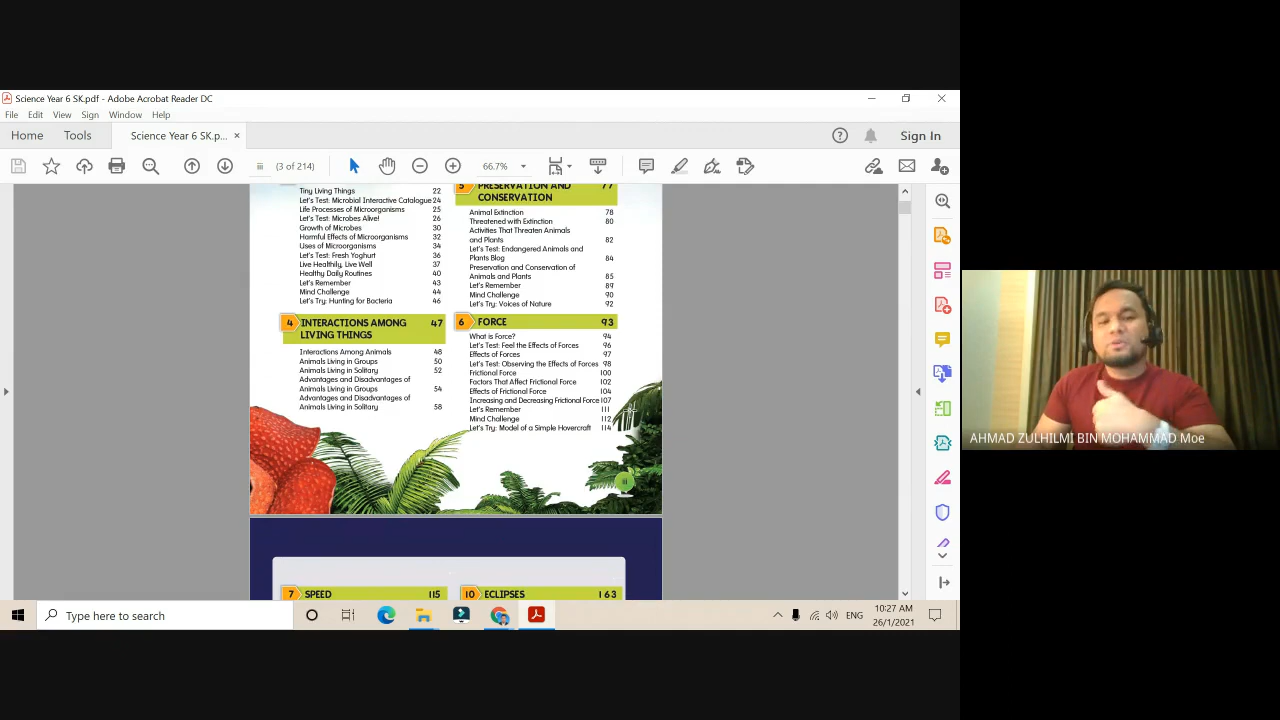 Science Year 6 SK.pdf - Adobe Acrobat Reader DC
File Edit View Sign Window Help
Home Tools Science Year 6 SK.p... × Sign In
iii (3 of 214) 66.7%
Tiny Living Things 22
Let's Test: Microbial Interactive Catalogue 24
Life Processes of Microorganisms 25
Let's Test: Microbes Alive! 26
Growth of Microbes 30
Harmful Effects of Microorganisms 32
Uses of Microorganisms 34
Let's Test: Fresh Yoghurt 36
Live Healthily, Live Well 37
Healthy Daily Routines 40
Let's Remember 43
Mind Challenge 44
Let's Try: Hunting for Bacteria 46
4 INTERACTIONS AMONG 47
LIVING THINGS
Interactions Among Animals 48
Animals Living in Groups 50
Animals Living in Solitary 52
Advantages and Disadvantages of
Animals Living in Groups 54
Advantages and Disadvantages of
Animals Living in Solitary 58
5 PRESERVATION AND 77
CONSERVATION
Animal Extinction 78
Threatened with Extinction 80
Activities That Threaten Animals
and Plants 82
Let's Test: Endangered Animals and
Plants Blog 84
Preservation and Conservation of
Animals and Plants 85
Let's Remember 89
Mind Challenge 90
Let's Try: Voices of Nature 92
6 FORCE 93
What is Force? 94
Let's Test: Feel the Effects of Forces 96
Effects of Forces 97
Let's Test: Observing the Effects of Forces 98
Frictional Force 100
Factors That Affect Frictional Force 102
Effects of Frictional Force 104
Increasing and Decreasing Frictional Force 107
Let's Remember 111
Mind Challenge 112
Let's Try: Model of a Simple Hovercraft 114
iii
7 SPEED 115
10 ECLIPSES 163
AHMAD ZULHILMI BIN MOHAMMAD Moe
Type here to search
ENG
10:27 AM
26/1/2021